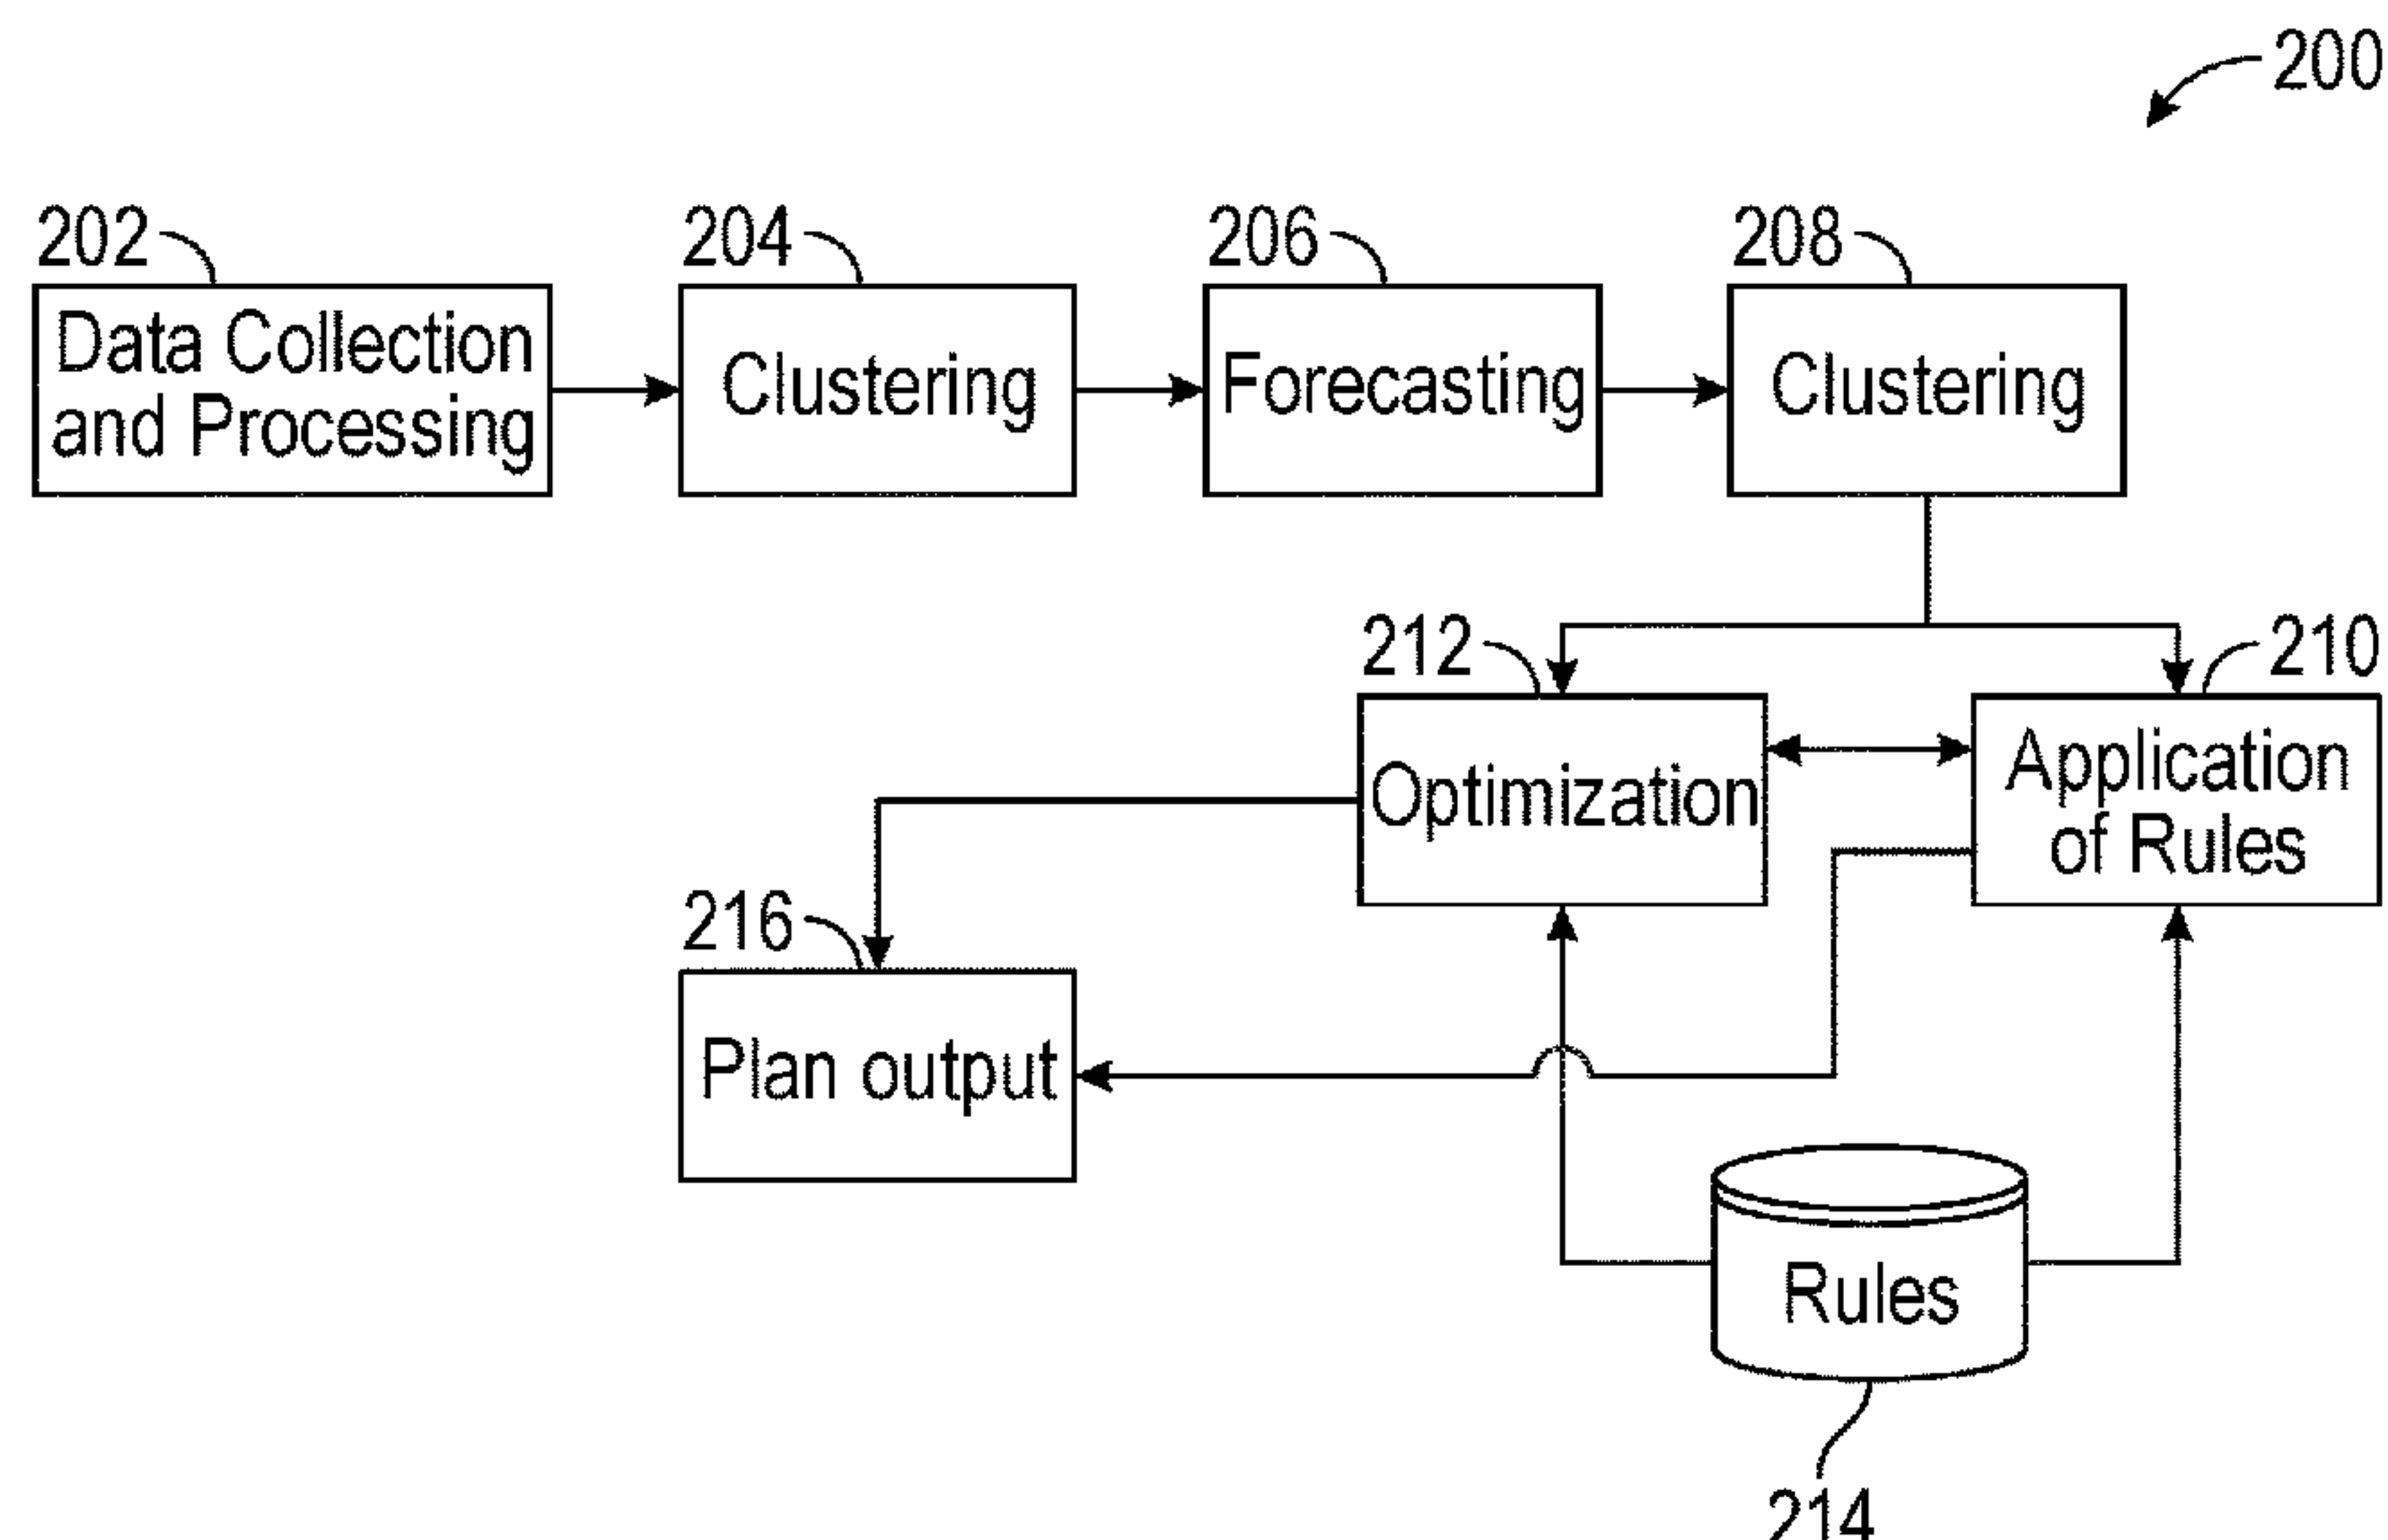 200
202
204
206
208
Data Collection
and Processing
Clustering
Forecasting
Clustering
212
210
Optimization
Application
of Rules
216
Plan output
Rules
214